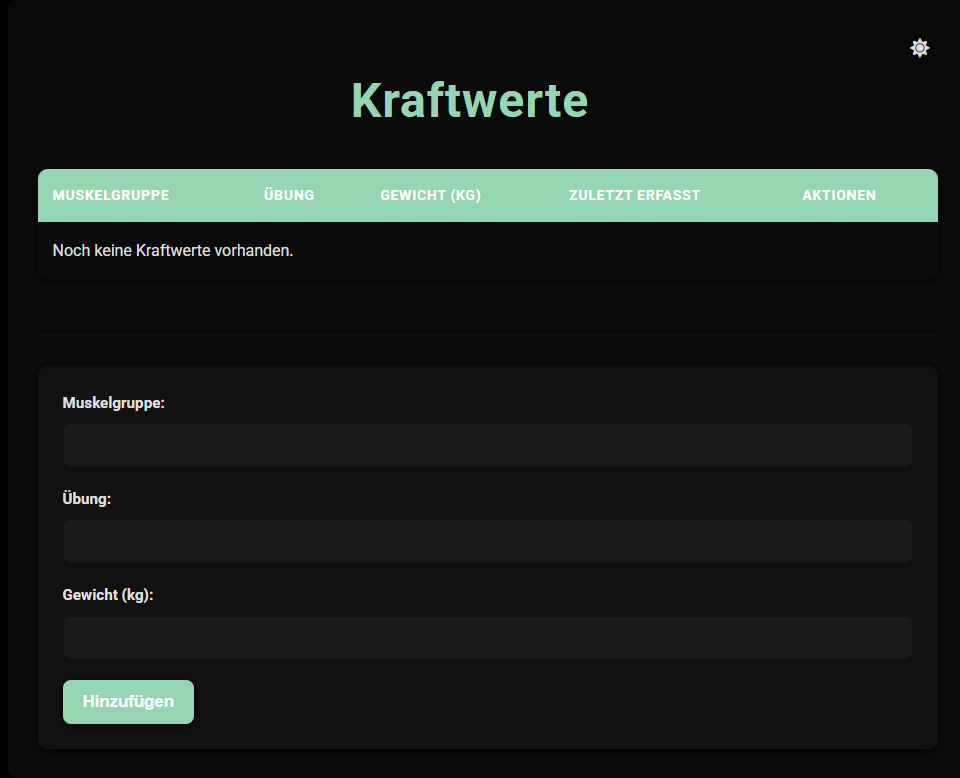 Kraftwerte
MUSKELGRUPPE ÜBUNG GEWICHT (KG) ZULETZT ERFASST AKTIONEN
Noch keine Kraftwerte vorhanden.
Muskelgruppe:
Übung:
Gewicht (kg):
Hinzufügen